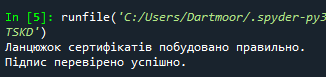 In [5]: runfile('C:/Users/Dartmoor/.spyder-py3
TSKD')
Ланцюжок сертифікатів побудовано правильно.
Підпис перевірено успішно.